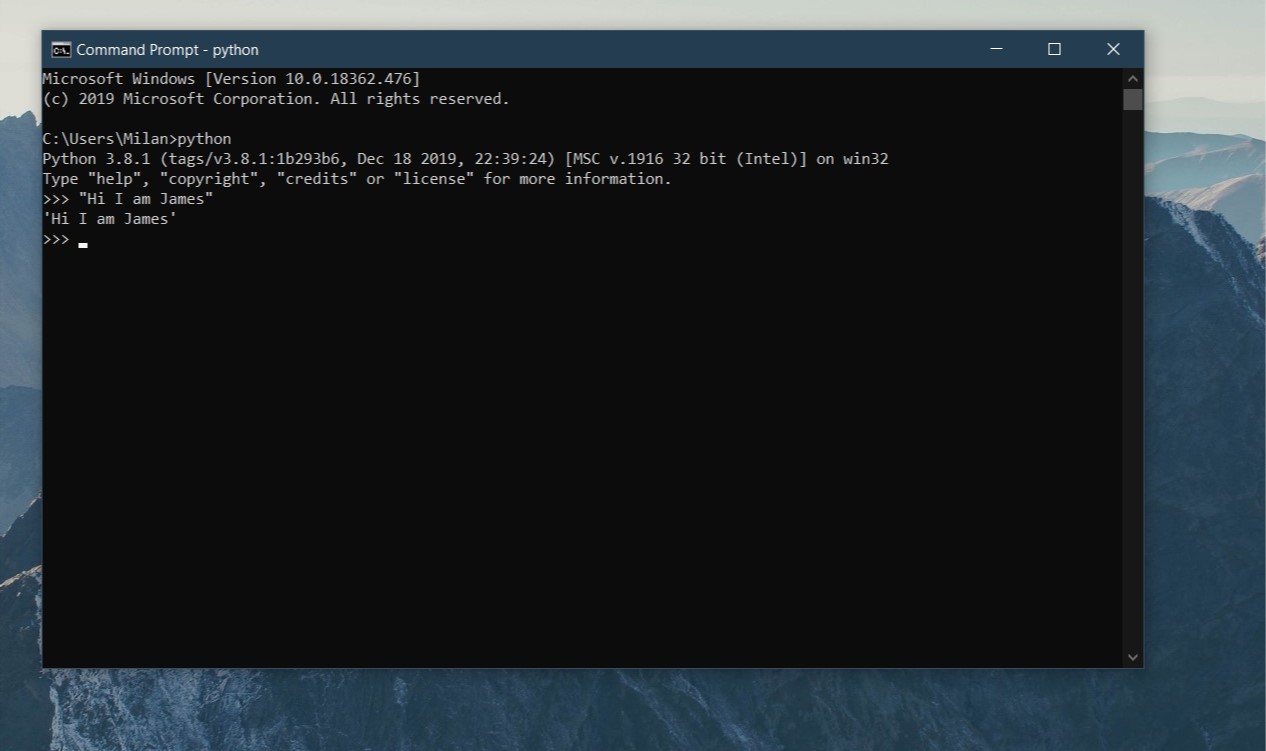 Command Prompt - python
Microsoft Windows [Version 10.0.18362.476]
(c) 2019 Microsoft Corporation. All rights reserved.
C:\Users\Milan>python
Python 3.8.1 (tags/v3.8.1:1b293b6, Dec 18 2019, 22:39:24) [MSC v.1916 32 bit (Intel)] on win32
Type "help", "copyright", "credits" or "license" for more information.
>>> "Hi I am James"
'Hi I am James'
>>>